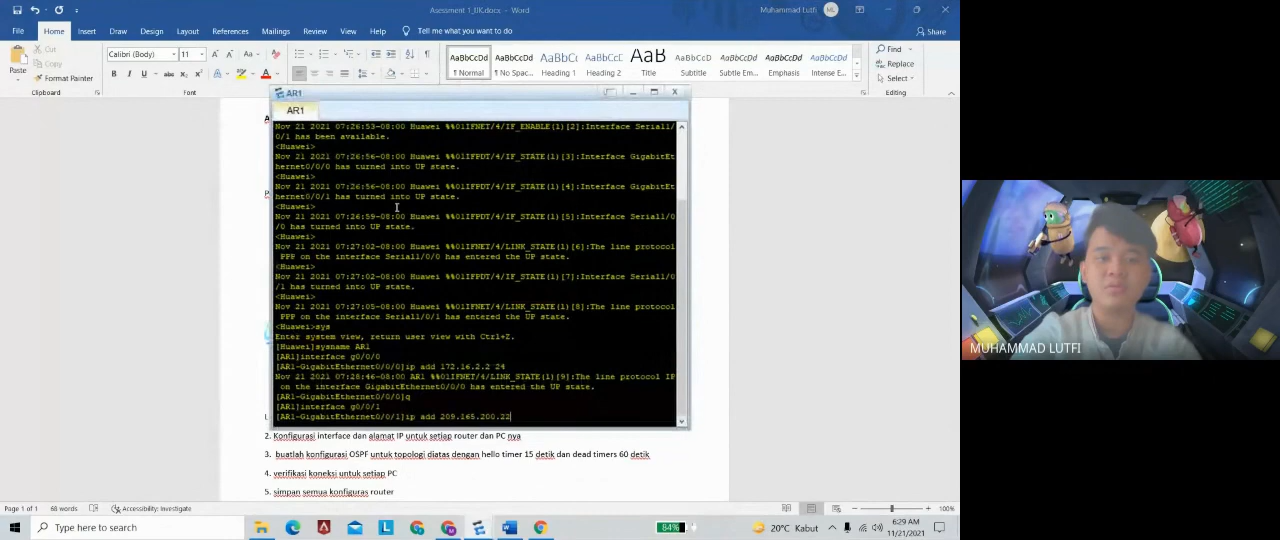 Asessment 1_JJK.docx - Word
Muhammad Lutfi
ML
File
Home
Insert
Draw
Design
Layout
References
Mailings
Review
View
Help
Tell me what you want to do
Share
Paste
Cut
Copy
Format Painter
Clipboard
Calibri (Body)
11
Font
Paragraph
AaBbCcDd
¶ Normal
AaBbCcDd
¶ No Spac...
AaBbCc
Heading 1
AaBbCcC
Heading 2
AaB
Title
AaBbCcD
Subtitle
AaBbCcDd
Subtle Em...
AaBbCcDd
Emphasis
AaBbCcDd
Intense E...
Styles
Find
Replace
Select
Editing
AR1
AR1
Nov 21 2021 07:26:53-08:00 Huawei %%01IFNET/4/IF_ENABLE(l)[2]:Interface Serial1/
0/1 has been available.
<Huawei>
Nov 21 2021 07:26:56-08:00 Huawei %%01IFPDT/4/IF_STATE(l)[3]:Interface GigabitEt
hernet0/0/0 has turned into UP state.
<Huawei>
Nov 21 2021 07:26:56-08:00 Huawei %%01IFPDT/4/IF_STATE(l)[4]:Interface GigabitEt
hernet0/0/1 has turned into UP state.
<Huawei>
Nov 21 2021 07:26:59-08:00 Huawei %%01IFPDT/4/IF_STATE(l)[5]:Interface Serial1/0
/0 has turned into UP state.
<Huawei>
Nov 21 2021 07:27:02-08:00 Huawei %%01IFNET/4/LINK_STATE(l)[6]:The line protocol
PPP on the interface Serial1/0/0 has entered the UP state.
<Huawei>
Nov 21 2021 07:27:02-08:00 Huawei %%01IFPDT/4/IF_STATE(l)[7]:Interface Serial1/0
/1 has turned into UP state.
<Huawei>
Nov 21 2021 07:27:05-08:00 Huawei %%01IFNET/4/LINK_STATE(l)[8]:The line protocol
PPP on the interface Serial1/0/1 has entered the UP state.
<Huawei>sys
Enter system view, return user view with Ctrl+Z.
[Huawei]sysname AR1
[AR1]interface g0/0/0
[AR1-GigabitEthernet0/0/0]ip add 172.16.2.2 24
Nov 21 2021 07:28:46-08:00 AR1 %%01IFNET/4/LINK_STATE(l)[9]:The line protocol IP
on the interface GigabitEthernet0/0/0 has entered the UP state.
[AR1-GigabitEthernet0/0/0]q
[AR1]interface g0/0/1
[AR1-GigabitEthernet0/0/1]ip add 209.165.200.22
2. Konfigurasi interface dan alamat IP untuk setiap router dan PC nya
3. buatlah konfigurasi OSPF untuk topologi diatas dengan hello timer 15 detik dan dead timers 60 detik
4. verifikasi koneksi untuk setiap PC
5. simpan semua konfiguras router
Page 1 of 1
68 words
Accessibility: Investigate
100%
Type here to search
84%
20°C Kabut
6:29 AM
11/21/2021
MUHAMMAD LUTFI